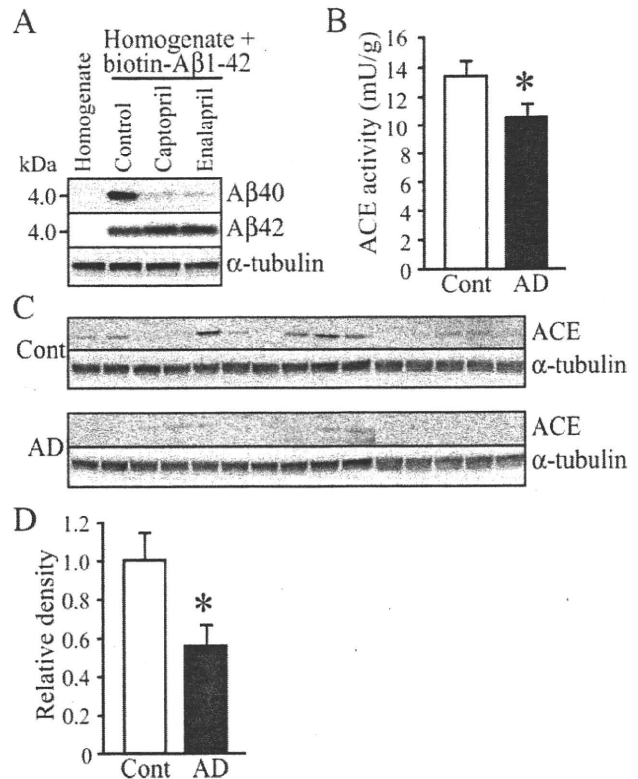 A
Homogenate +
biotin-Aβ1-42
Homogenate
Control
Captopril
Enalapril
kDa
4.0
Aβ40
4.0
Aβ42
α-tubulin
B
ACE activity (mU/g)
16
14
12
10
8
6
4
2
0
*
Cont AD
C
Cont
ACE
α-tubulin
AD
ACE
α-tubulin
D
Relative density
1.2
1.0
0.8
0.6
0.4
0.2
0
*
Cont AD